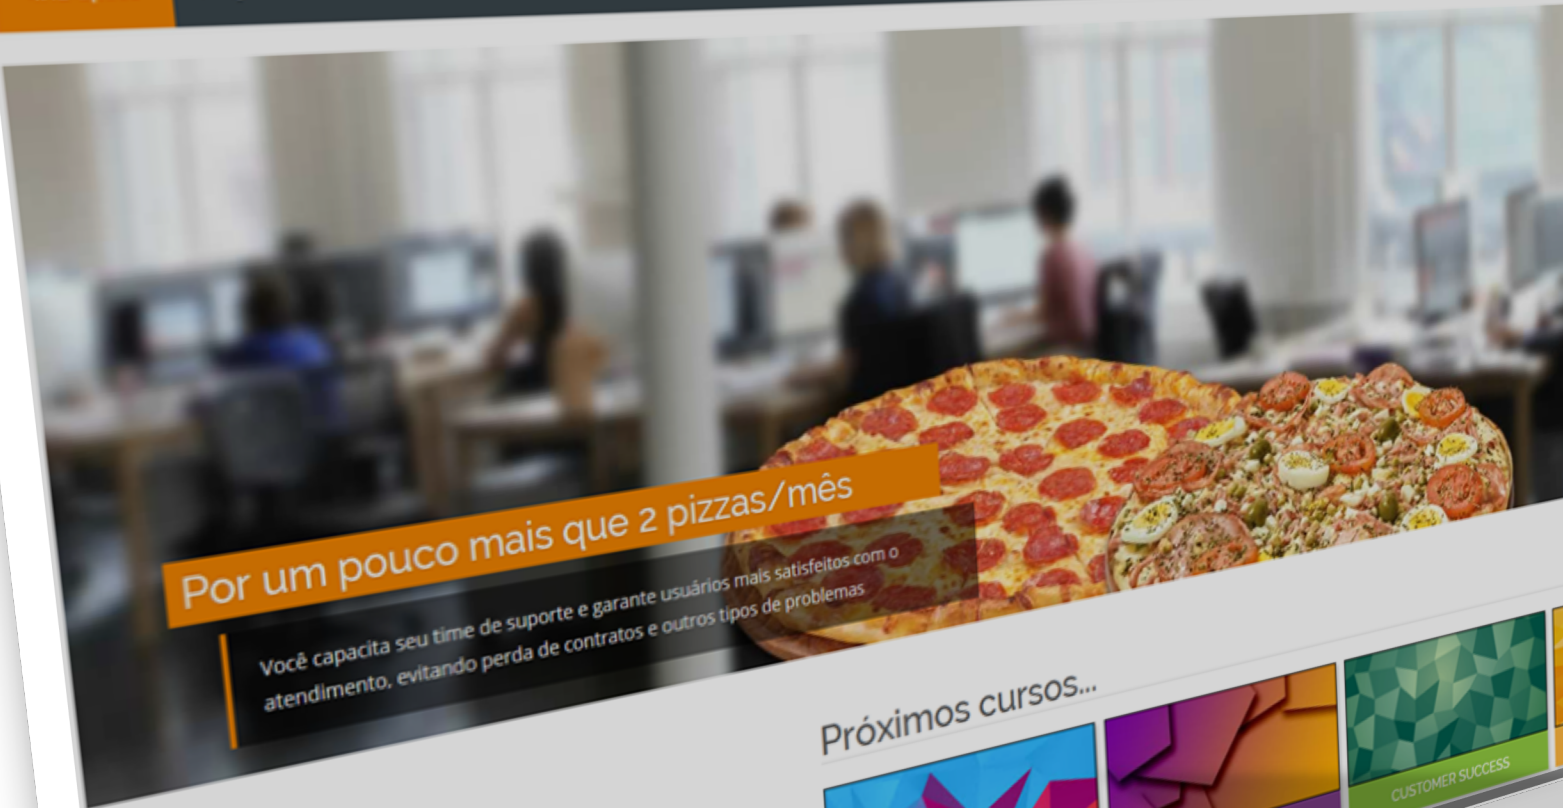 Por um pouco mais que 2 pizzas/mês
Você capacita seu time de suporte e garante usuários mais satisfeitos com o
atendimento, evitando perda de contratos e outros tipos de problemas
Próximos cursos...
CUSTOMER SUCCESS